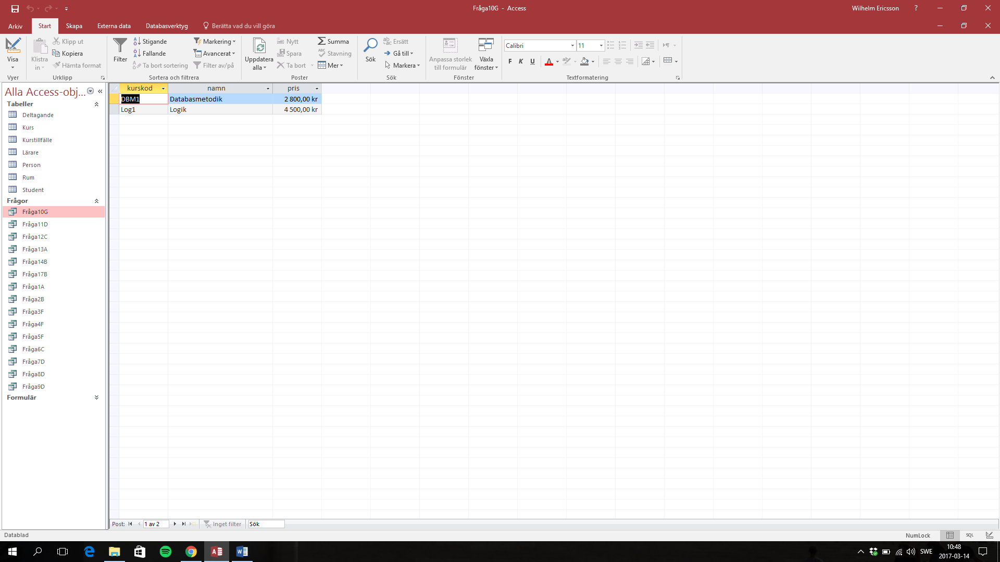 Fråga10G - Access
Wilhelm Ericsson
?
Arkiv
Start
Skapa
Externa data
Databasverktyg
Berätta vad du vill göra
Visa
Vyer
Klistra in
Klipp ut
Kopiera
Hämta format
Urklipp
Filter
Stigande
Fallande
Ta bort sortering
Markering
Avancerat
Filter av/på
Sortera och filtrera
Uppdatera alla
Nytt
Spara
Ta bort
Summa
Stavning
Mer
Poster
Sök
Ersätt
Gå till
Markera
Sök
Anpassa storlek till formulär
Växla fönster
Fönster
Calibri
11
F K U
Textformatering
Alla Access-obj...
Tabeller
Deltagande
Kurs
Kurstillfälle
Lärare
Person
Rum
Student
Frågor
Fråga10G
Fråga11D
Fråga12C
Fråga13A
Fråga14B
Fråga17B
Fråga1A
Fråga2B
Fråga3F
Fråga4F
Fråga5F
Fråga6C
Fråga7D
Fråga8D
Fråga9D
Formulär
kurskod namn pris
DBM1 Databasmetodik 2 800,00 kr
Log1 Logik 4 500,00 kr
Post: 1 av 2 Inget filter Sök
Datablad
NumLock
SQL
SWE
10:48
2017-03-14